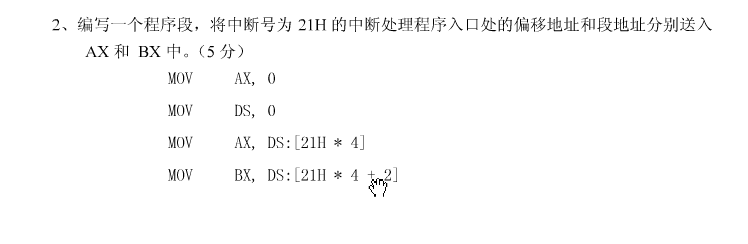 2、编写一个程序段，将中断号为 21H 的中断处理程序入口处的偏移地址和段地址分别送入
AX 和 BX 中。（5 分）
MOV AX, 0
MOV DS, 0
MOV AX, DS:[21H * 4]
MOV BX, DS:[21H * 4 + 2]